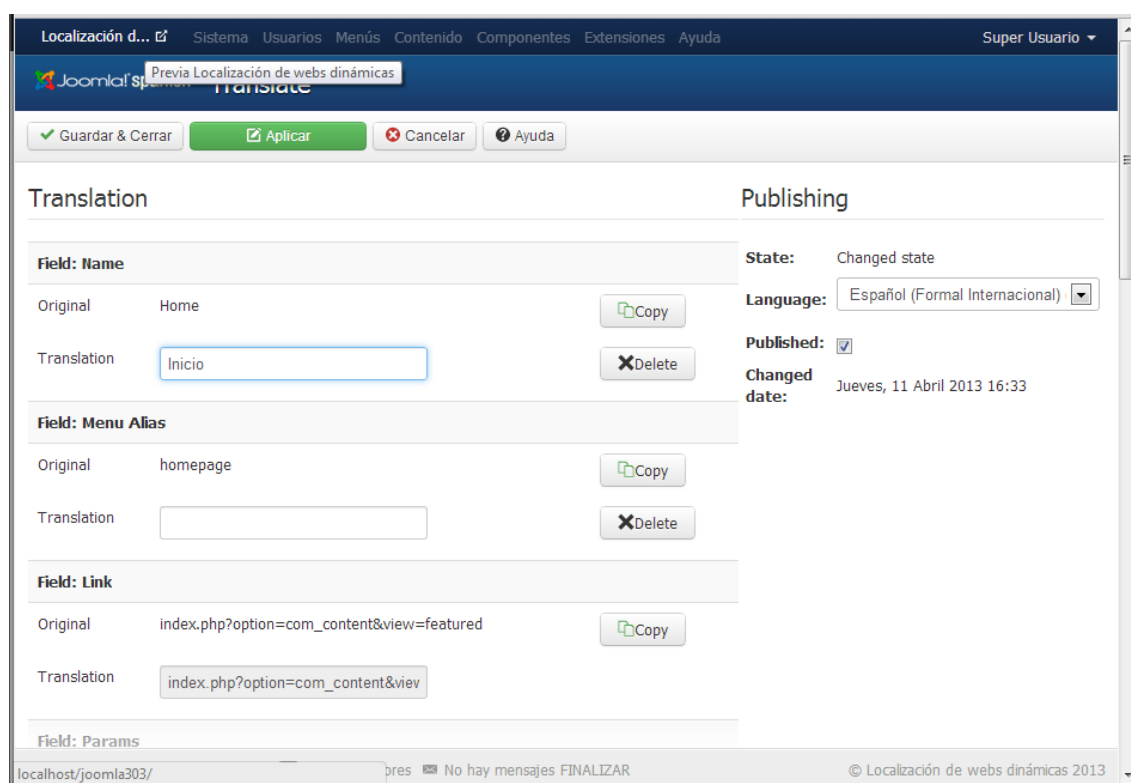 Localización d... Sistema Usuarios Menús Contenido Componentes Extensiones Ayuda Super Usuario
Previa Localización de webs dinámicas
Joomla! Translate
Guardar & Cerrar Aplicar Cancelar Ayuda
Translation Publishing
Field: Name State: Changed state
Original Home Copy Language: Español (Formal Internacional)
Translation Inicio Delete Published:
Changed date: Jueves, 11 Abril 2013 16:33
Field: Menu Alias
Original homepage Copy
Translation Delete
Field: Link
Original index.php?option=com_content&view=featured Copy
Translation index.php?option=com_content&viev
Field: Params
localhost/joomla303/ No hay mensajes FINALIZAR © Localización de webs dinámicas 2013